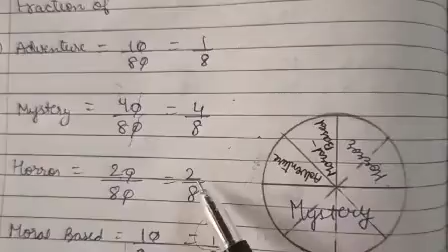 Fraction of
Adventure = 10/80 = 1/8
Mystery = 40/80 = 4/8
Horros = 20/80 = 2/8
Moral Based = 10
Adventure
Moral-Based
Horror
Mystery